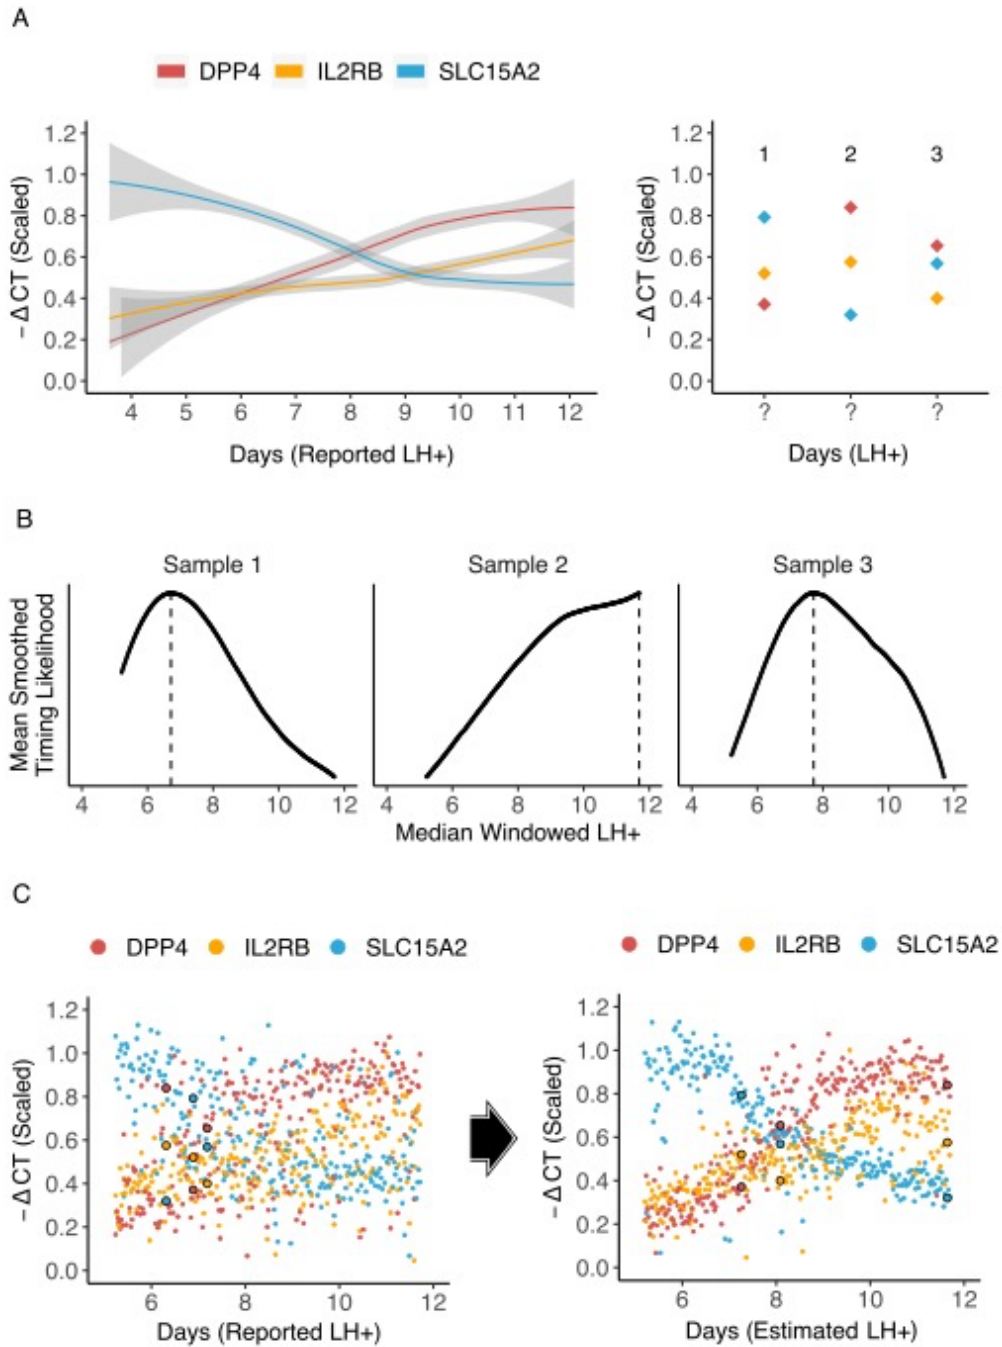 A
DPP4 IL2RB SLC15A2
1.2
1.0
0.8
0.6
0.4
0.2
0.0
−ΔCT (Scaled)
4 5 6 7 8 9 10 11 12
Days (Reported LH+)
1.2
1.0
0.8
0.6
0.4
0.2
0.0
−ΔCT (Scaled)
1 2 3
? ? ?
Days (LH+)
B
Sample 1 Sample 2 Sample 3
Mean Smoothed
Timing Likelihood
4 6 8 10 12 4 6 8 10 12 4 6 8 10 12
Median Windowed LH+
C
DPP4 IL2RB SLC15A2
1.2
1.0
0.8
0.6
0.4
0.2
0.0
−ΔCT (Scaled)
6 8 10 12
Days (Reported LH+)
DPP4 IL2RB SLC15A2
1.2
1.0
0.8
0.6
0.4
0.2
0.0
−ΔCT (Scaled)
6 8 10 12
Days (Estimated LH+)